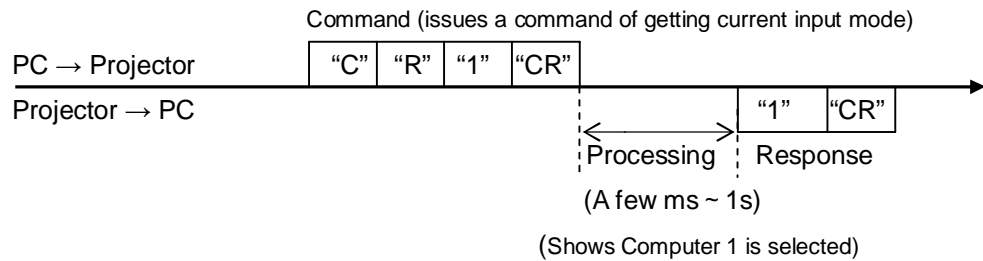 Command (issues a command of getting current input mode)
PC → Projector “C” “R” “1” “CR”
Projector → PC “1” “CR”
Processing Response
(A few ms ~ 1s)
(Shows Computer 1 is selected)